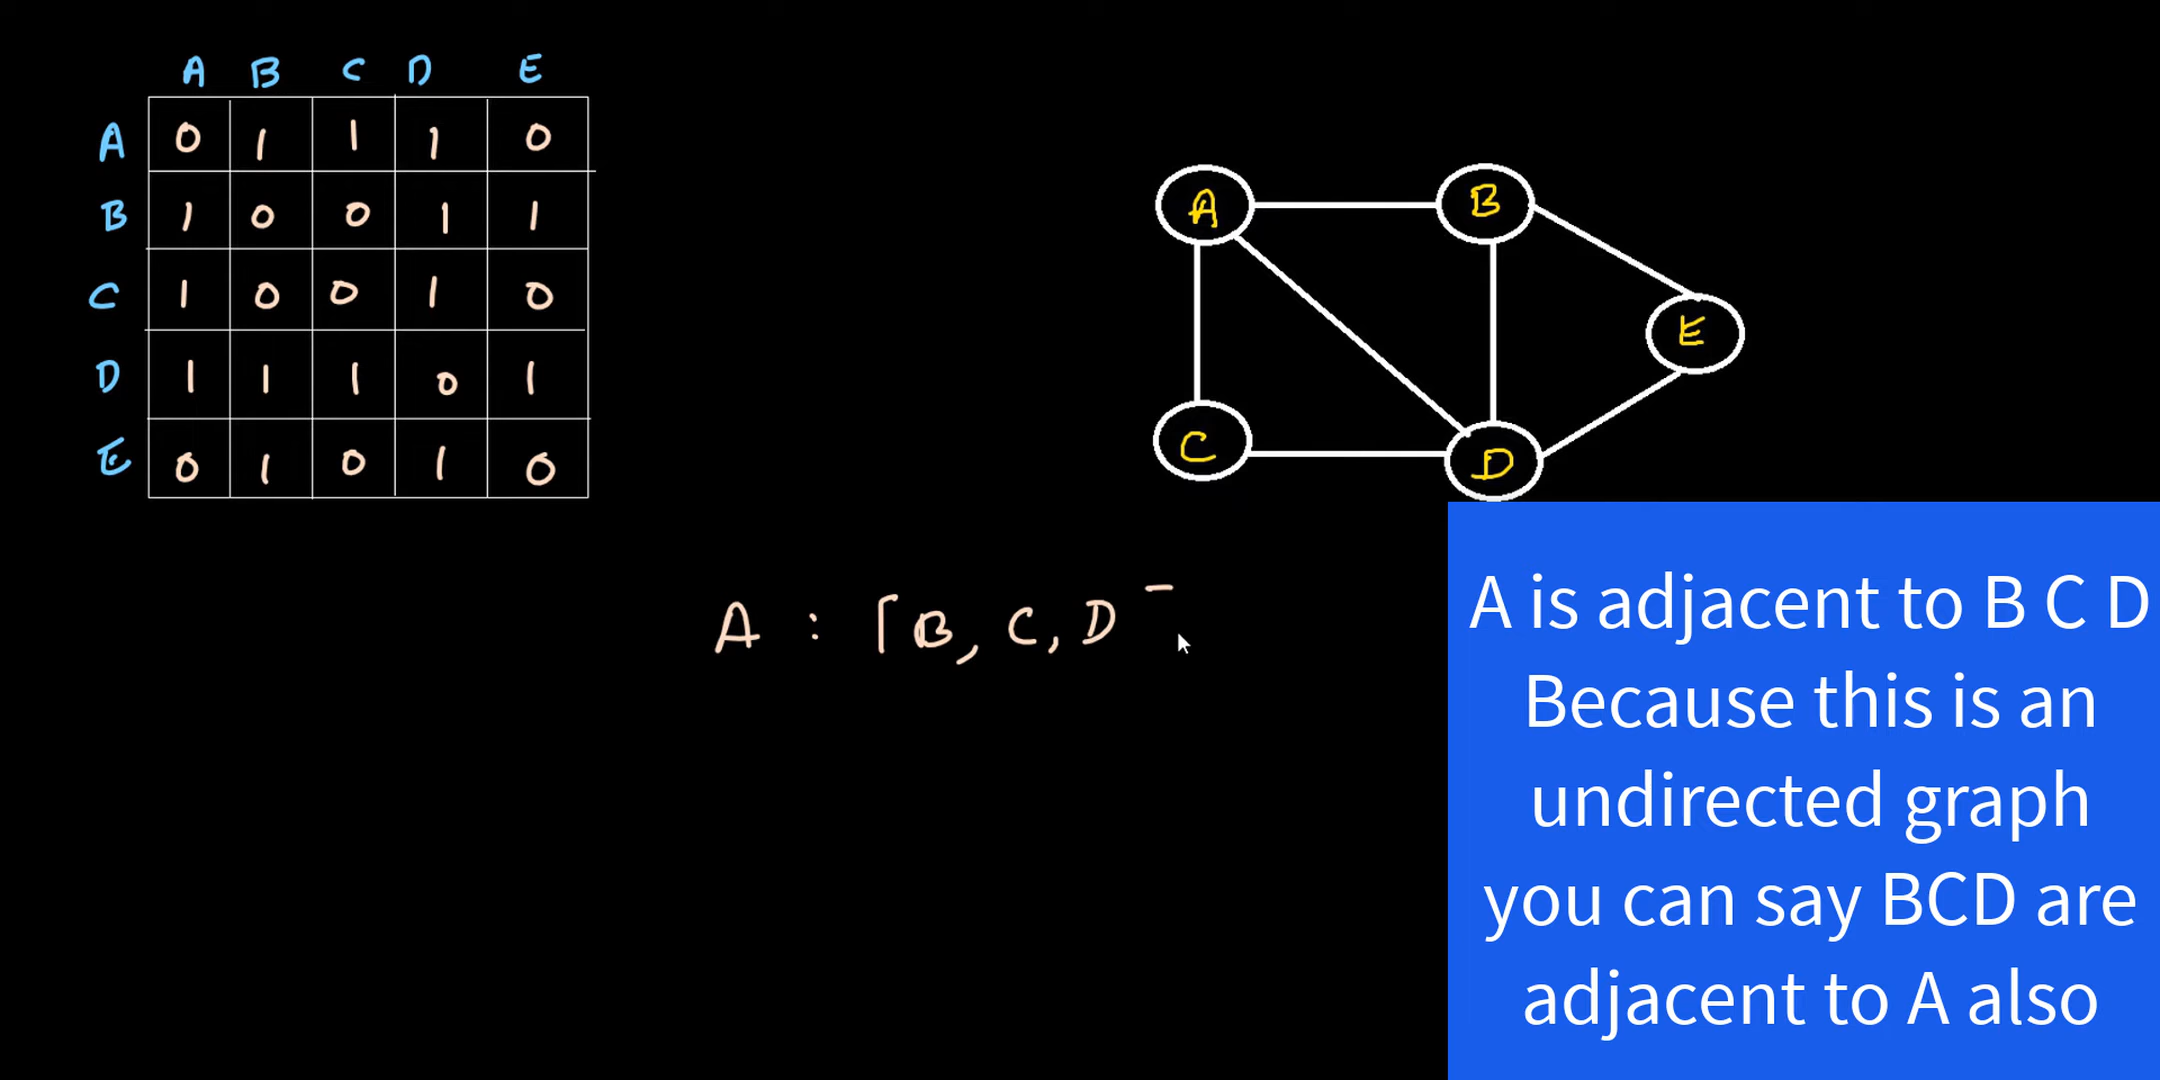 A B C D E
A 0 1 1 1 0
B 1 0 0 1 1
C 1 0 0 1 0
D 1 1 1 0 1
E 0 1 0 1 0
A B
E
C D
A : [B, C, D
A is adjacent to B C D
Because this is an
undirected graph
you can say BCD are
adjacent to A also